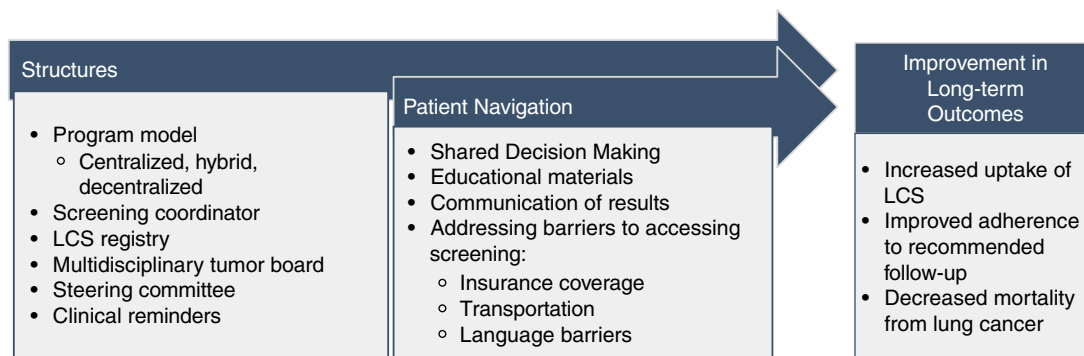 Structures
• Program model
○ Centralized, hybrid,
decentralized
• Screening coordinator
• LCS registry
• Multidisciplinary tumor board
• Steering committee
• Clinical reminders
Patient Navigation
• Shared Decision Making
• Educational materials
• Communication of results
• Addressing barriers to accessing
screening:
○ Insurance coverage
○ Transportation
○ Language barriers
Improvement in
Long-term
Outcomes
• Increased uptake of
LCS
• Improved adherence
to recommended
follow-up
• Decreased mortality
from lung cancer